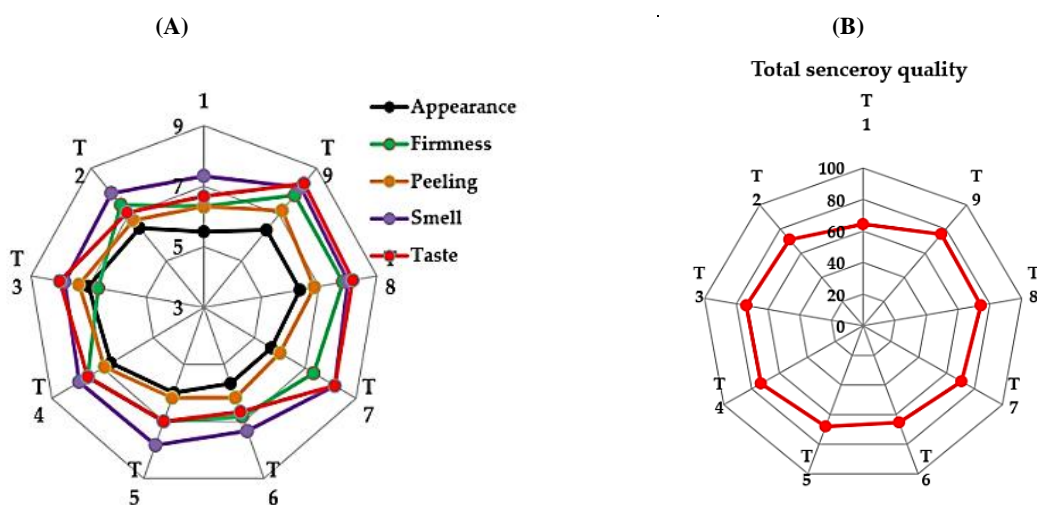 (A)
(B)
Total senceroy quality
T
1
T
2
T
3
T
4
T
5
T
6
T
7
T
8
T
9
100
80
60
40
20
0
1
T
2
T
3
T
4
T
5
T
6
T
7
T
8
T
9
9
7
5
3
Appearance
Firmness
Peeling
Smell
Taste